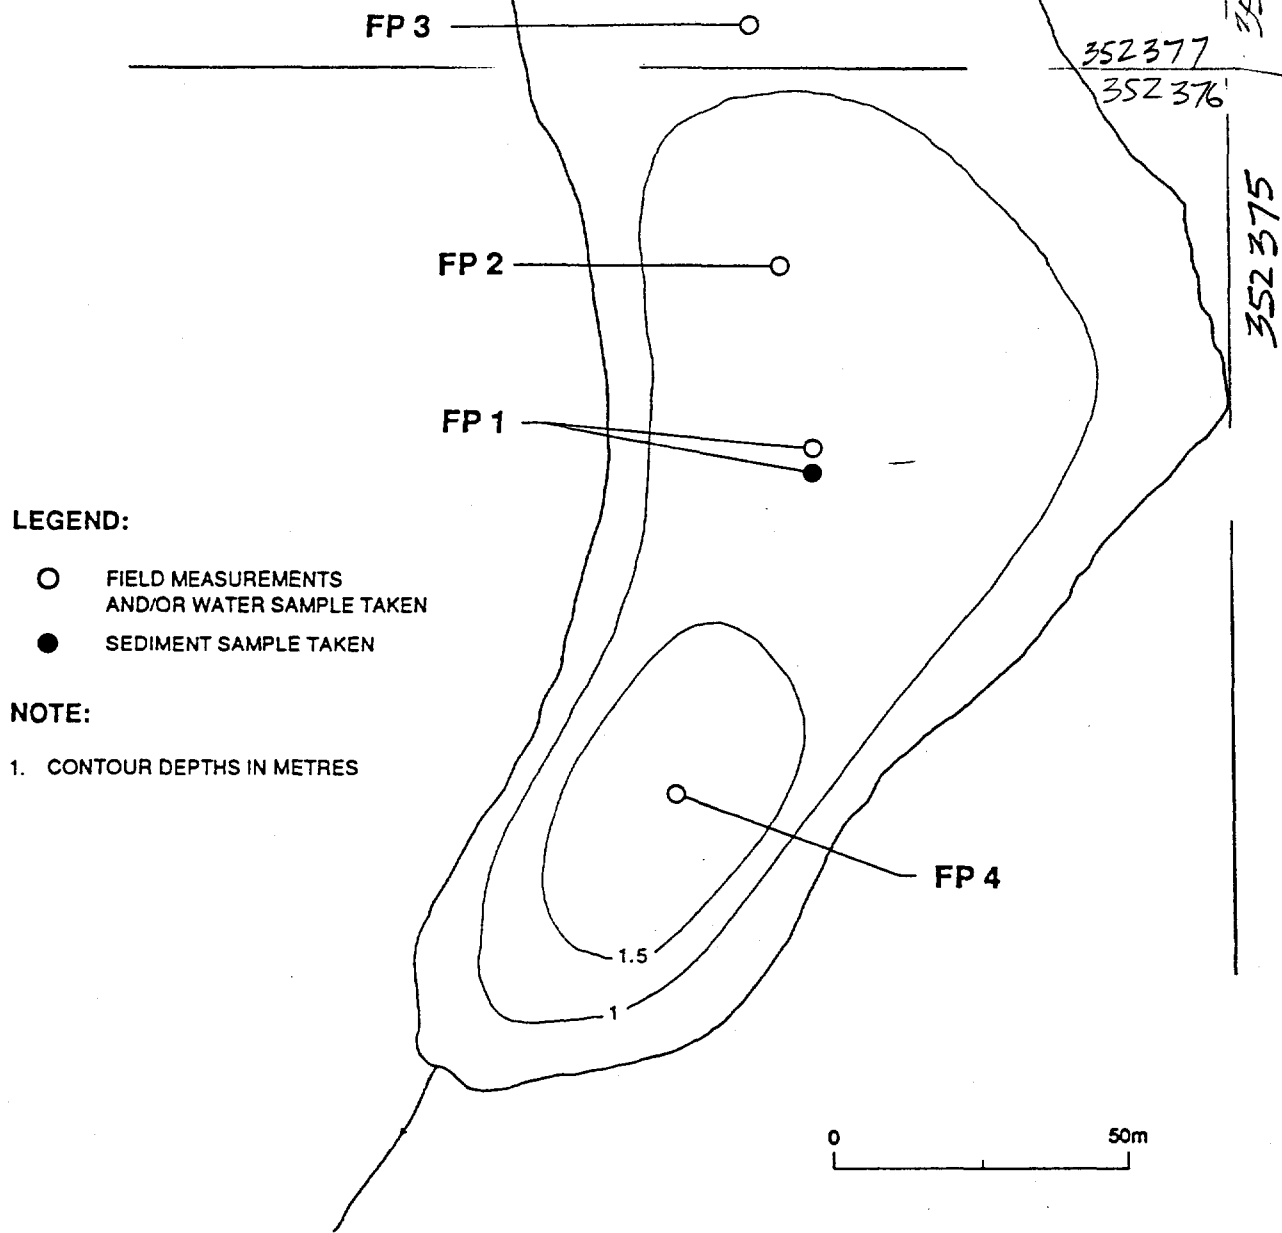 FP 3
352377
352376
352375
FP 2
FP 1
LEGEND:
FIELD MEASUREMENTS
AND/OR WATER SAMPLE TAKEN
SEDIMENT SAMPLE TAKEN
NOTE:
1. CONTOUR DEPTHS IN METRES
FP 4
1.5
1
0 50m